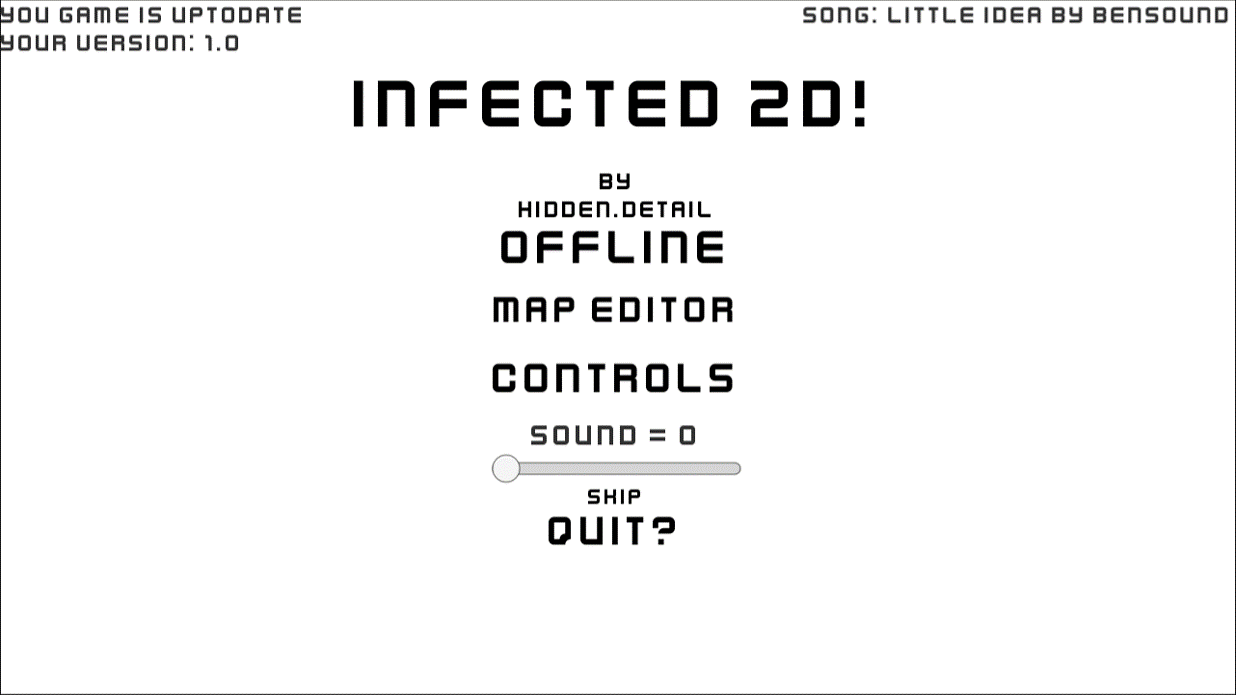 YOU GAME IS UPTODATE
SONG: LITTLE IDEA BY BENSOUND
YOUR VERSION: 1.0
INFECTED 2D!
BY
HIDDEN.DETAIL
OFFLINE
MAP EDITOR
CONTROLS
SOUND = 0
SHIP
QUIT?